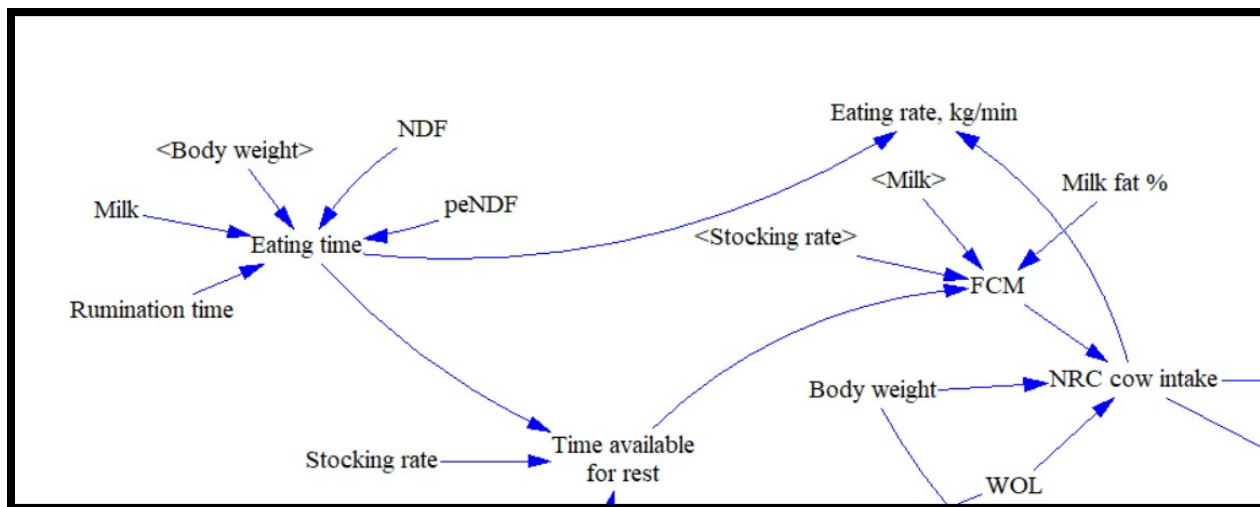 Eating rate, kg/min
NDF
<Body weight>
<Milk>
Milk fat %
Milk
peNDF
<Stocking rate>
Eating time
FCM
Rumination time
Body weight
NRC cow intake
Stocking rate
Time available
for rest
WOL